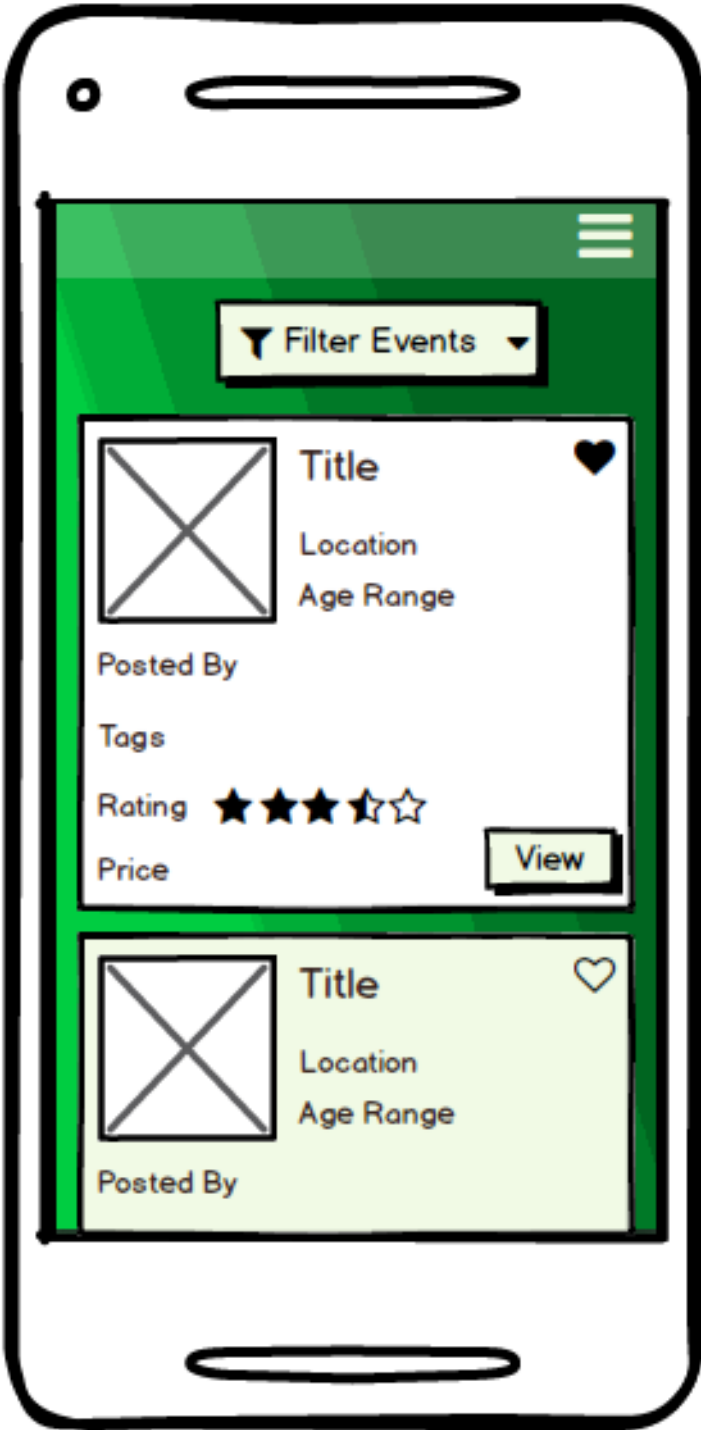 Filter Events
Title
Location
Age Range
Posted By
Tags
Rating
Price
View
Title
Location
Age Range
Posted By